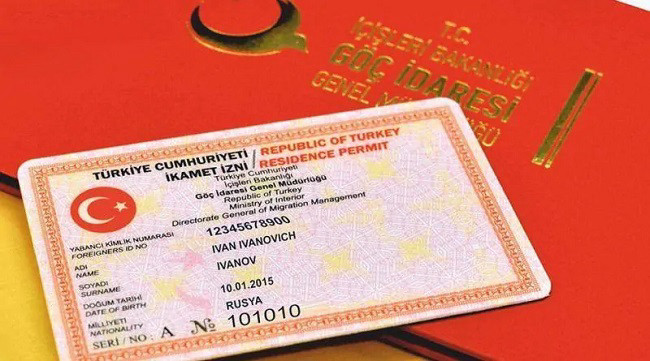 T.C.
İÇİŞLERİ BAKANLIĞI
GÖÇ İDARESİ
GENEL
TÜRKİYE CUMHURİYETİ / REPUBLIC OF TURKEY
İKAMET İZNİ / RESIDENCE PERMIT
Türkiye Cumhuriyeti
İçişleri Bakanlığı
Göç İdaresi Genel Müdürlüğü
Republic of Turkey
Ministry of Interior
Directorate General of Migration Management
YABANCI KİMLİK NUMARASI
FOREIGNERS ID NO
12345678900
ADI
NAME
IVAN IVANOVICH
SOYADI
SURNAME
IVANOV
DOĞUM TARİHİ
DATE OF BIRTH
10.01.2015
MİLLİYETİ
NATIONALITY
RUSYA
SERI / NO: A № 101010